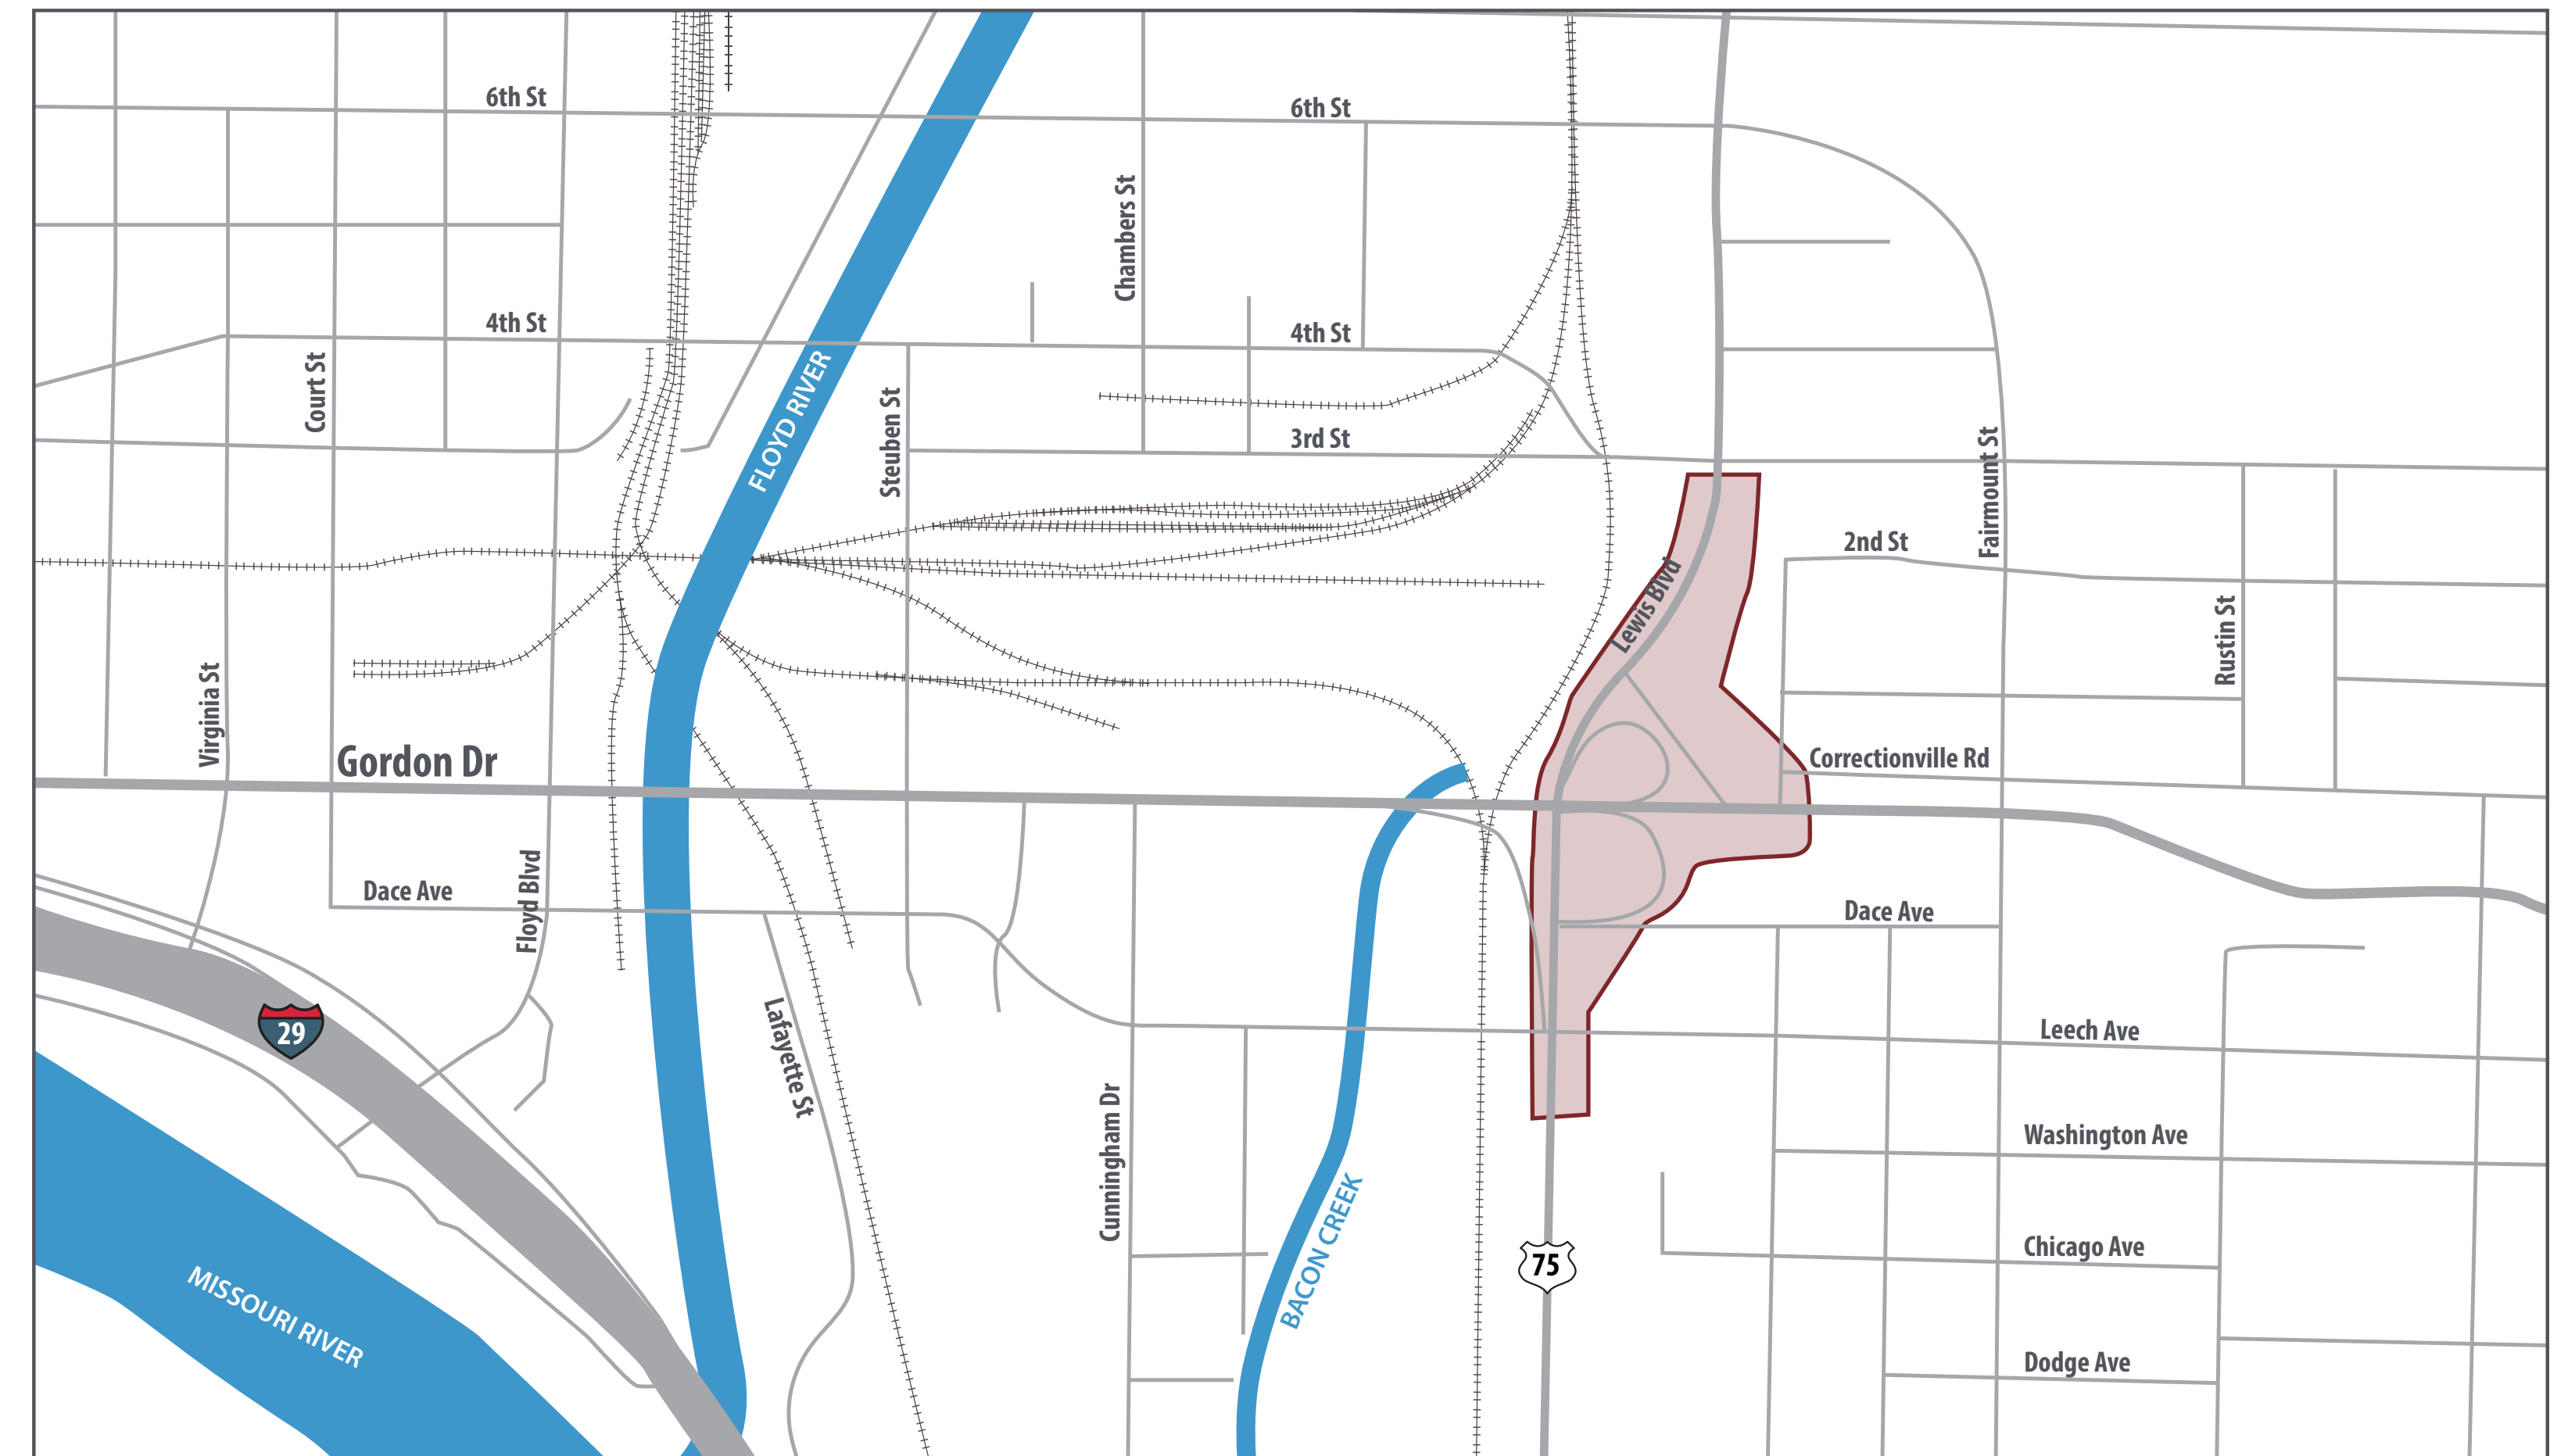 6th St
6th St
Chambers St
4th St
4th St
Court St
FLOYD RIVER
Steuben St
3rd St
Fairmount St
2nd St
Lewis Blvd
Rustin St
Virginia St
Gordon Dr
Correctionville Rd
Dace Ave
Floyd Blvd
Dace Ave
29
Lafayette St
Leech Ave
Cunningham Dr
Washington Ave
BACON CREEK
75
Chicago Ave
MISSOURI RIVER
Dodge Ave